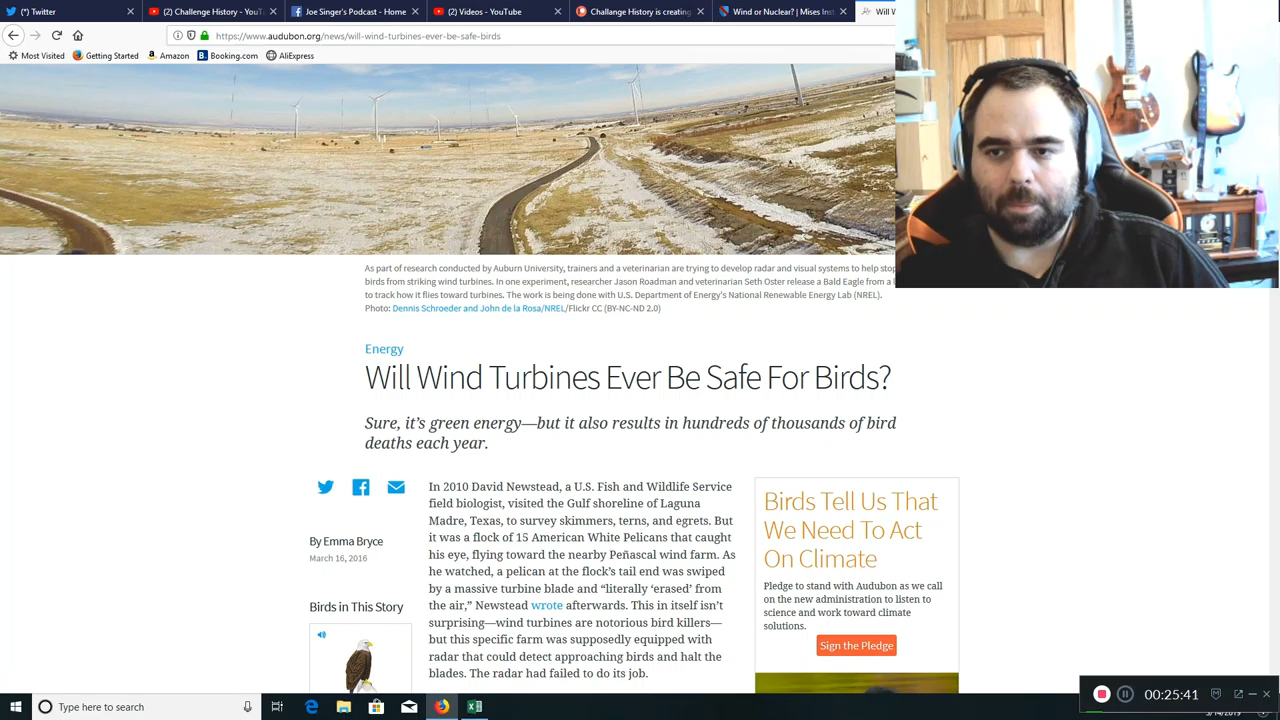 (*) Twitter
(2) Challenge History - YouT
Joe Singer's Podcast - Home
(2) Videos - YouTube
Challange History is creating
Wind or Nuclear? | Mises Inst
Will W
https://www.audubon.org/news/will-wind-turbines-ever-be-safe-birds
Most Visited
Getting Started
Amazon
Booking.com
AliExpress
As part of research conducted by Auburn University, trainers and a veterinarian are trying to develop radar and visual systems to help stop
birds from striking wind turbines. In one experiment, researcher Jason Roadman and veterinarian Seth Oster release a Bald Eagle from a
to track how it flies toward turbines. The work is being done with U.S. Department of Energy's National Renewable Energy Lab (NREL).
Photo: Dennis Schroeder and John de la Rosa/NREL/Flickr CC (BY-NC-ND 2.0)
Energy
Will Wind Turbines Ever Be Safe For Birds?
Sure, it's green energy—but it also results in hundreds of thousands of bird
deaths each year.
By Emma Bryce
March 16, 2016
Birds in This Story
In 2010 David Newstead, a U.S. Fish and Wildlife Service
field biologist, visited the Gulf shoreline of Laguna
Madre, Texas, to survey skimmers, terns, and egrets. But
it was a flock of 15 American White Pelicans that caught
his eye, flying toward the nearby Peñascal wind farm. As
he watched, a pelican at the flock's tail end was swiped
by a massive turbine blade and “literally ‘erased’ from
the air,” Newstead wrote afterwards. This in itself isn't
surprising—wind turbines are notorious bird killers—
but this specific farm was supposedly equipped with
radar that could detect approaching birds and halt the
blades. The radar had failed to do its job.
Birds Tell Us That
We Need To Act
On Climate
Pledge to stand with Audubon as we call
on the new administration to listen to
science and work toward climate
solutions.
Sign the Pledge
Type here to search
00:25:41